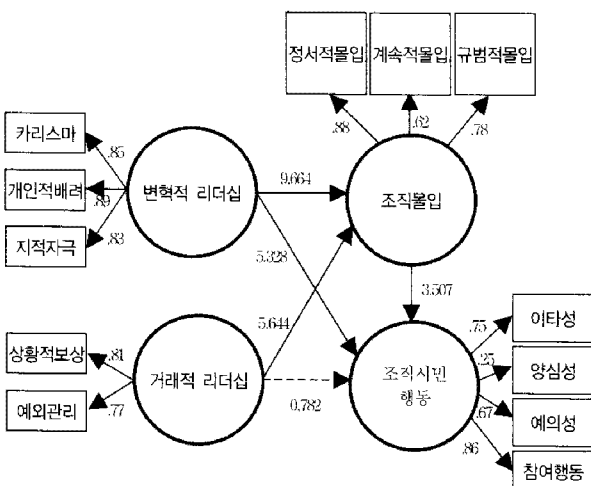 정서적몰입 계속적몰입 규범적몰입
.88 .62 .78
카리스마
.85
개인적배려
.89
지적자극
.83
변혁적 리더십
9.664
조직몰입
5.328
5.644
3.507
상황적보상
.81
예외관리
.77
거래적 리더십
0.782
조직시민
행동
.75
이타성
.25
양심성
.67
예의성
.86
참여행동